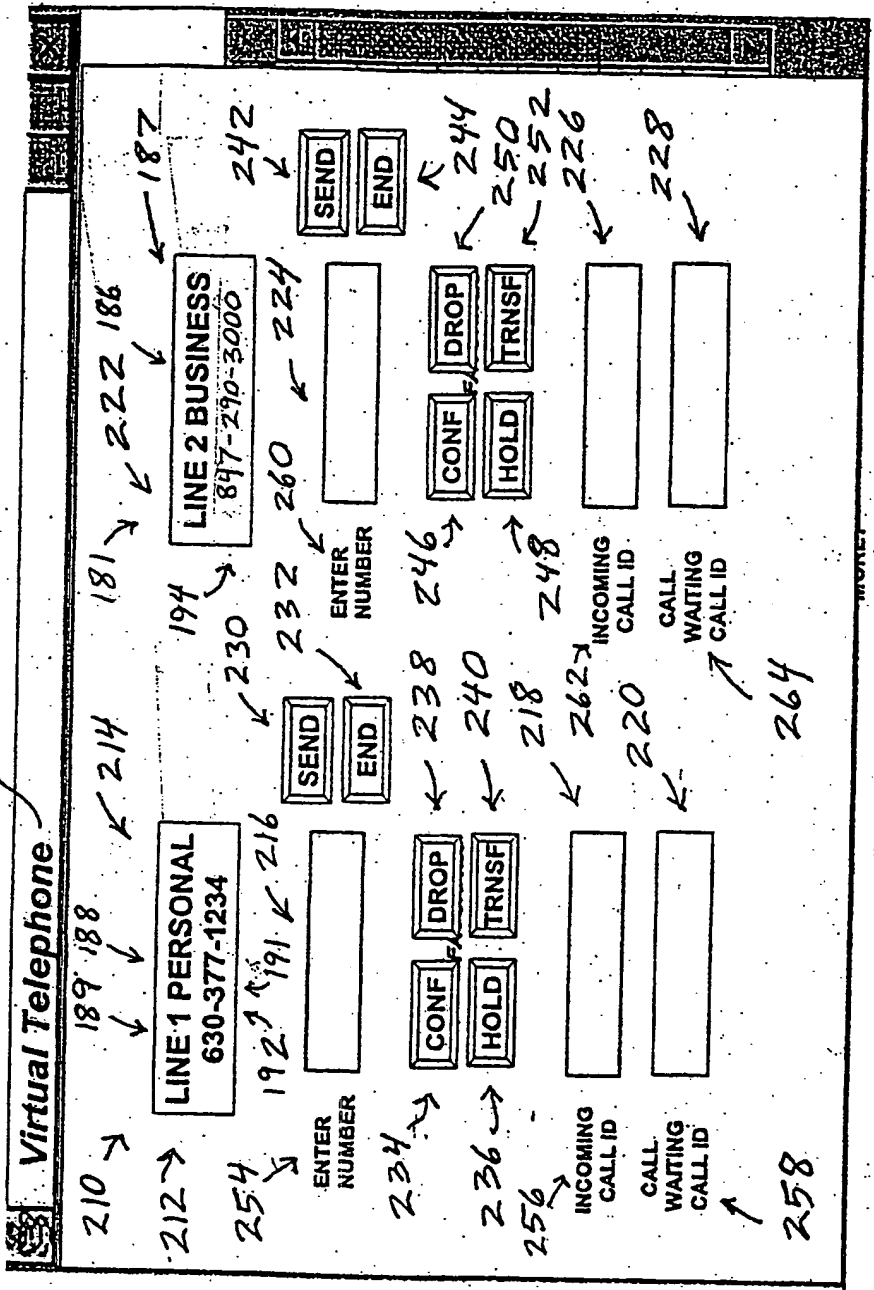 Virtual Telephone
210
189 188
214
181
222
186
187
212
LINE 1 PERSONAL
630-377-1234
194
LINE 2 BUSINESS
847-290-3000
242
254
192
191
216
230
232
260
224
ENTER
NUMBER
SEND
END
ENTER
NUMBER
SEND
END
234
CONF
DROP
238
246
CONF
DROP
244
250
236
HOLD
TRNSF
240
248
HOLD
TRNSF
252
256
INCOMING
CALL ID
218
262
INCOMING
CALL ID
226
CALL
WAITING
CALL ID
220
CALL
WAITING
CALL ID
228
258
264